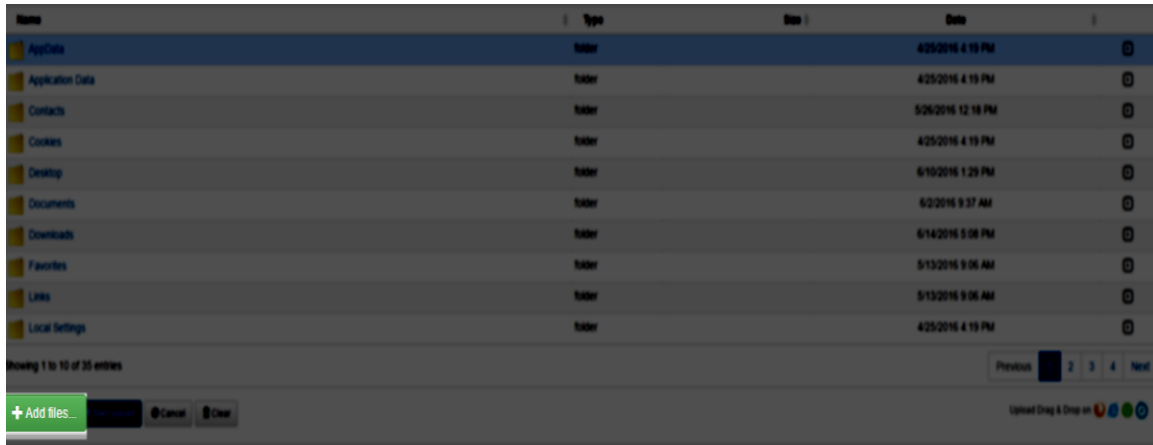 Name Type Size Date
AppData folder 4/25/2016 4:19 PM
Application Data folder 4/25/2016 4:19 PM
Contacts folder 5/26/2016 12:18 PM
Cookies folder 4/25/2016 4:19 PM
Desktop folder 6/10/2016 1:29 PM
Documents folder 6/2/2016 9:37 AM
Downloads folder 6/14/2016 5:08 PM
Favorites folder 5/13/2016 9:06 AM
Links folder 5/13/2016 9:06 AM
Local Settings folder 4/25/2016 4:19 PM
Showing 1 to 10 of 35 entries Previous 2 3 4 Next
+ Add files... Cancel Clear Upload Drag & Drop on